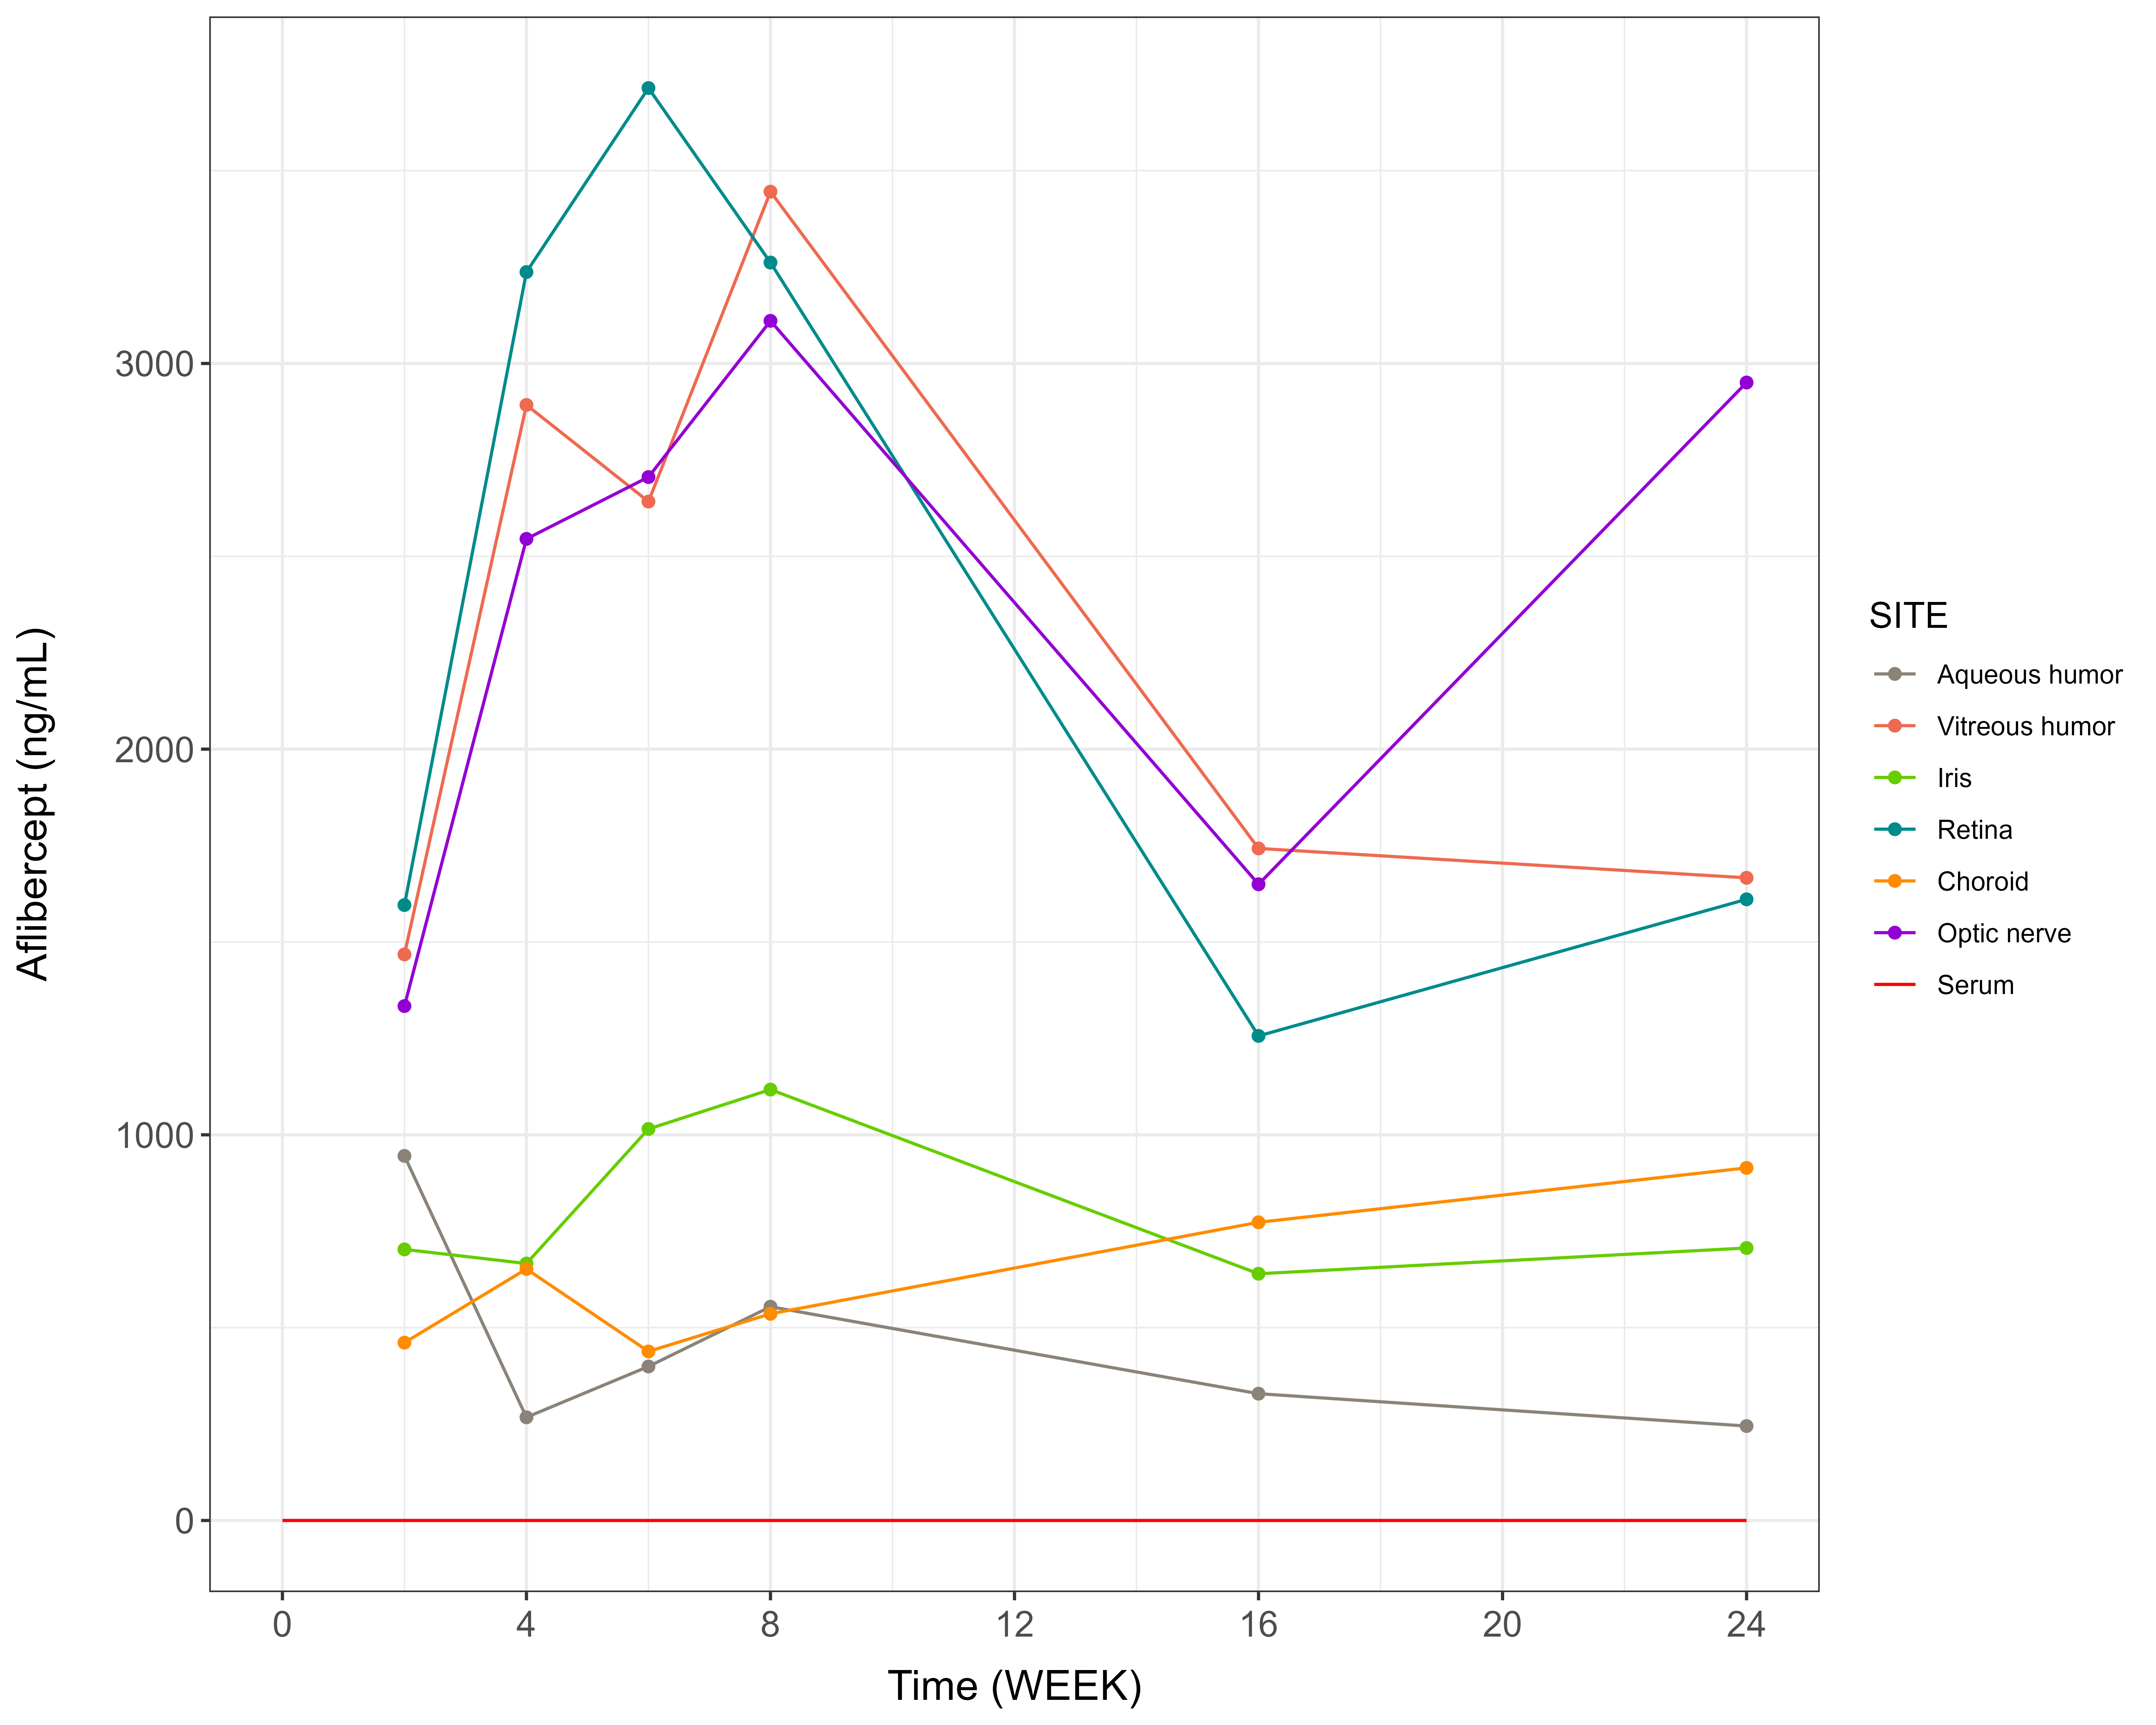 3000
2000
1000
0
Aflibercept (ng/mL)
0 4 8 12 16 20 24
Time (WEEK)
SITE
Aqueous humor
Vitreous humor
Iris
Retina
Choroid
Optic nerve
Serum